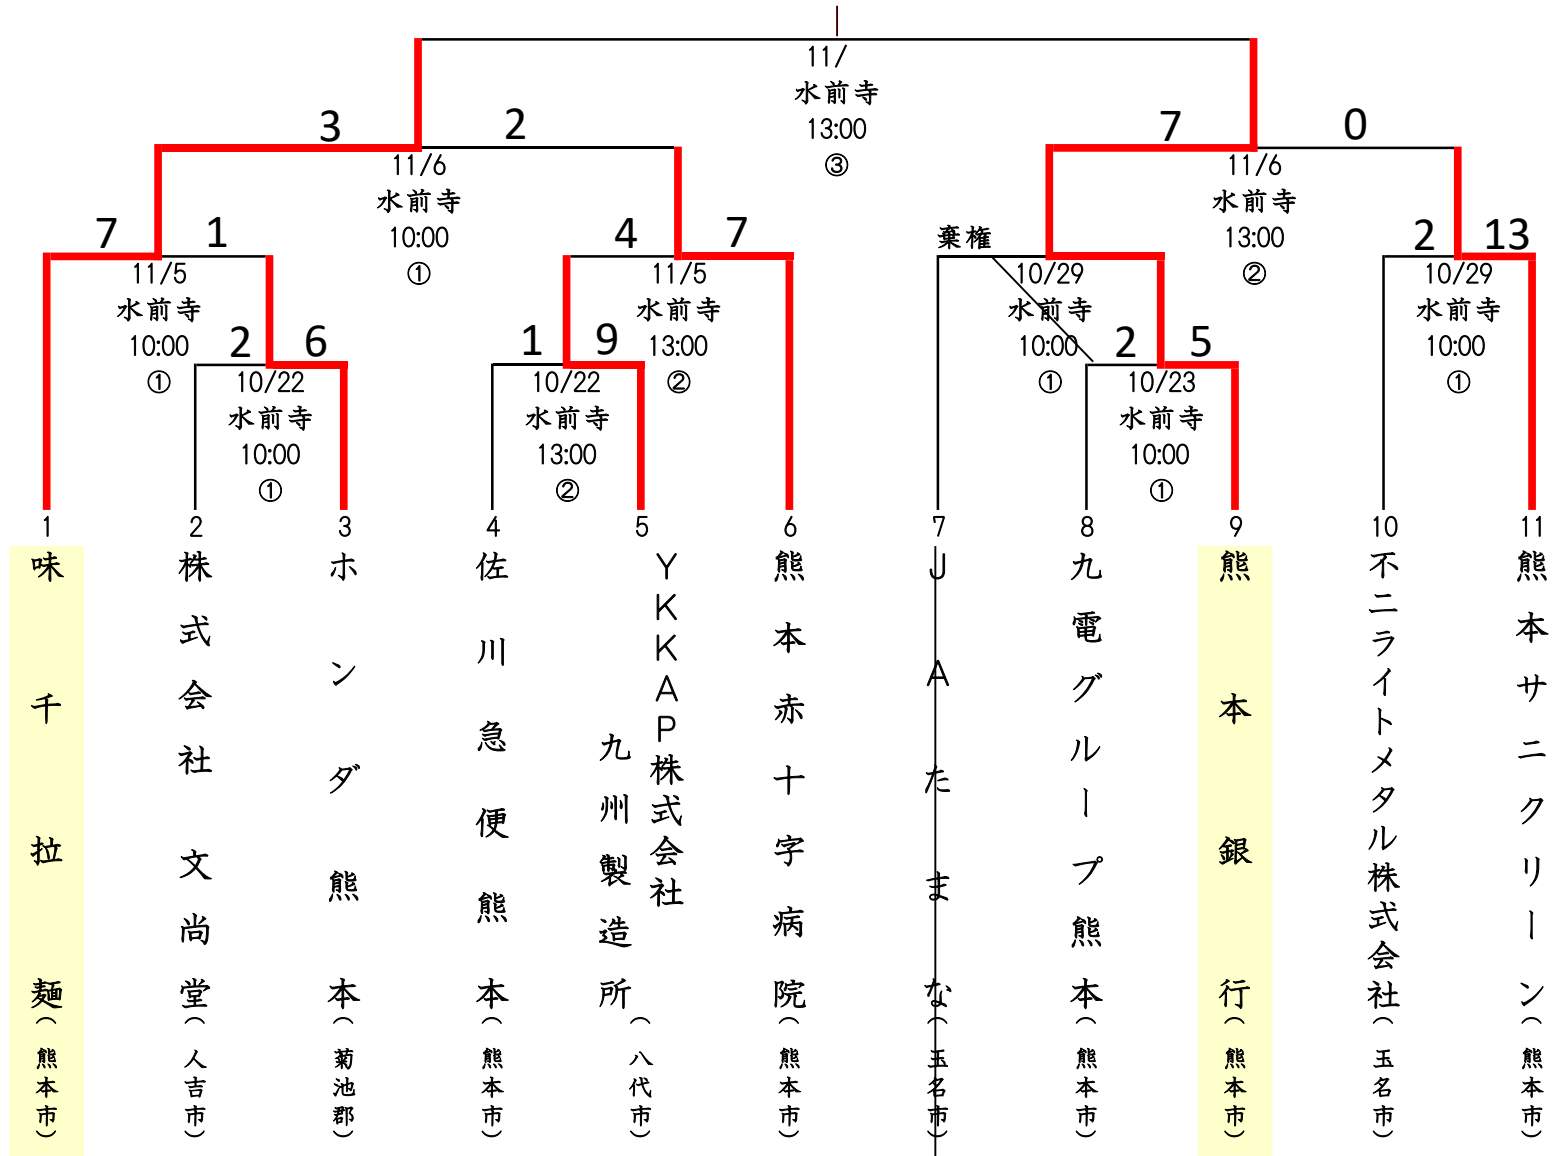 11/
水前寺
13:00
③
3
2
7
0
11/6
水前寺
10:00
①
11/6
水前寺
13:00
②
7
1
4
7
棄権
2
13
11/5
水前寺
10:00
①
11/5
水前寺
13:00
②
10/29
水前寺
10:00
①
10/29
水前寺
10:00
①
2
6
1
9
2
5
10/22
水前寺
10:00
①
10/22
水前寺
13:00
②
10/23
水前寺
10:00
①
1
味千拉麺(熊本市)
2
株式会社 文尚堂(人吉市)
3
ホンダ熊本(菊池郡)
4
佐川急便熊本(熊本市)
5
YKKAP株式会社
九州製造所(八代市)
6
熊本赤十字病院(熊本市)
7
JAたまな(玉名市)
8
九電グループ熊本(熊本市)
9
熊本銀行(熊本市)
10
不ニライトメタル株式会社(玉名市)
11
熊本サニクリーン(熊本市)